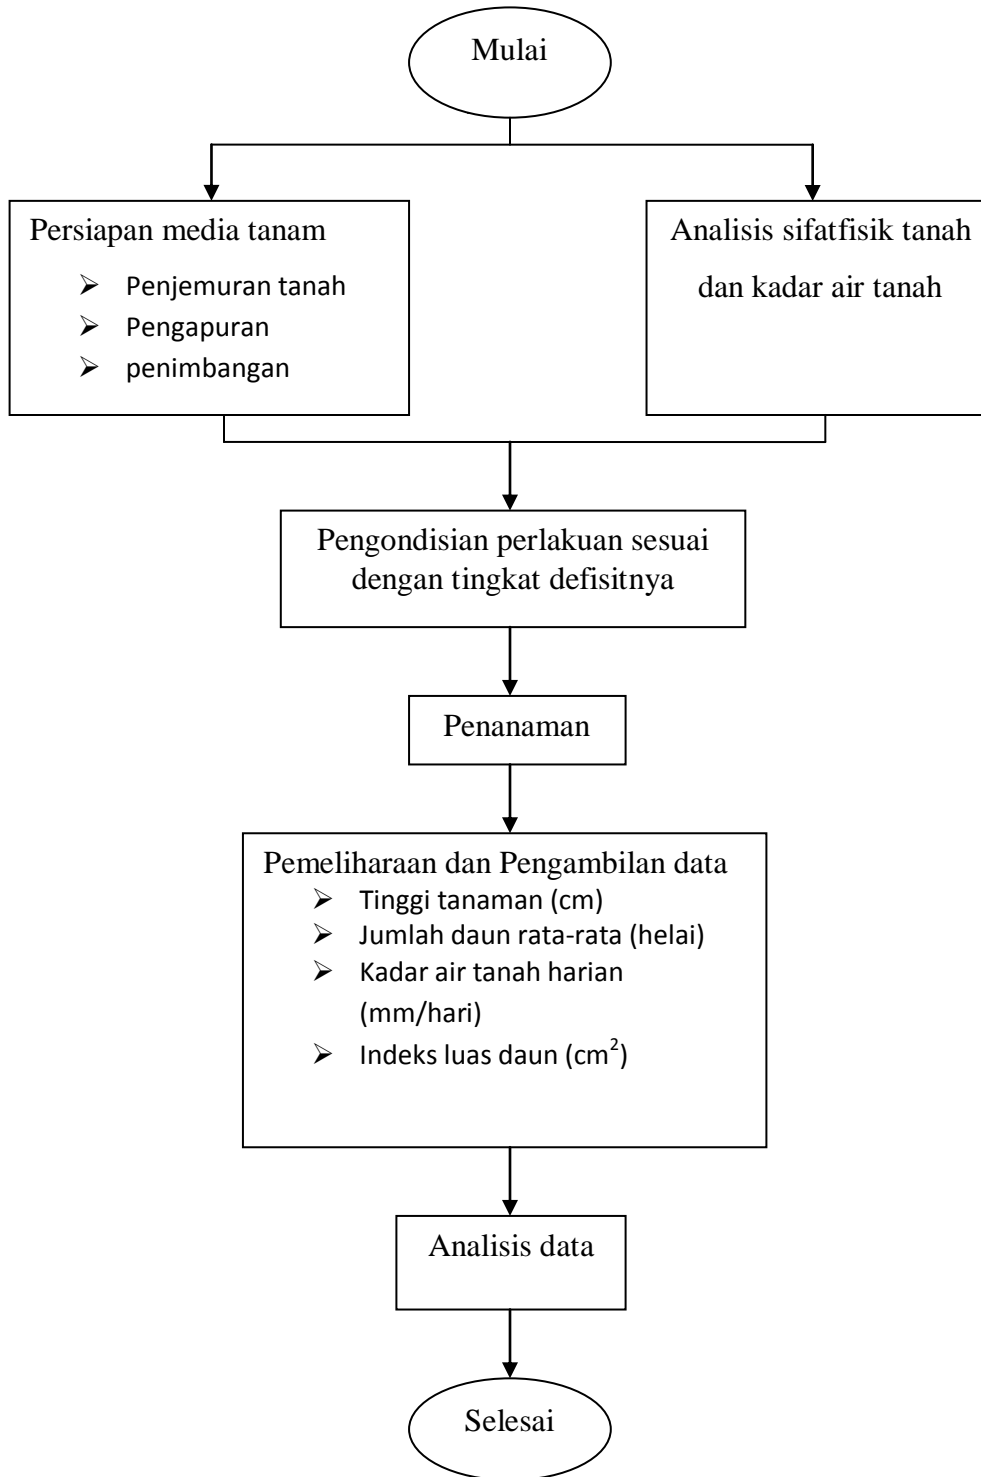 Mulai
Persiapan media tanam
➢ Penjemuran tanah
➢ Pengapuran
➢ penimbangan
Analisis sifatfisik tanah
dan kadar air tanah
Pengondisian perlakuan sesuai
dengan tingkat defisitnya
Penanaman
Pemeliharaan dan Pengambilan data
➢ Tinggi tanaman (cm)
➢ Jumlah daun rata-rata (helai)
➢ Kadar air tanah harian
(mm/hari)
➢ Indeks luas daun (cm²)
Analisis data
Selesai